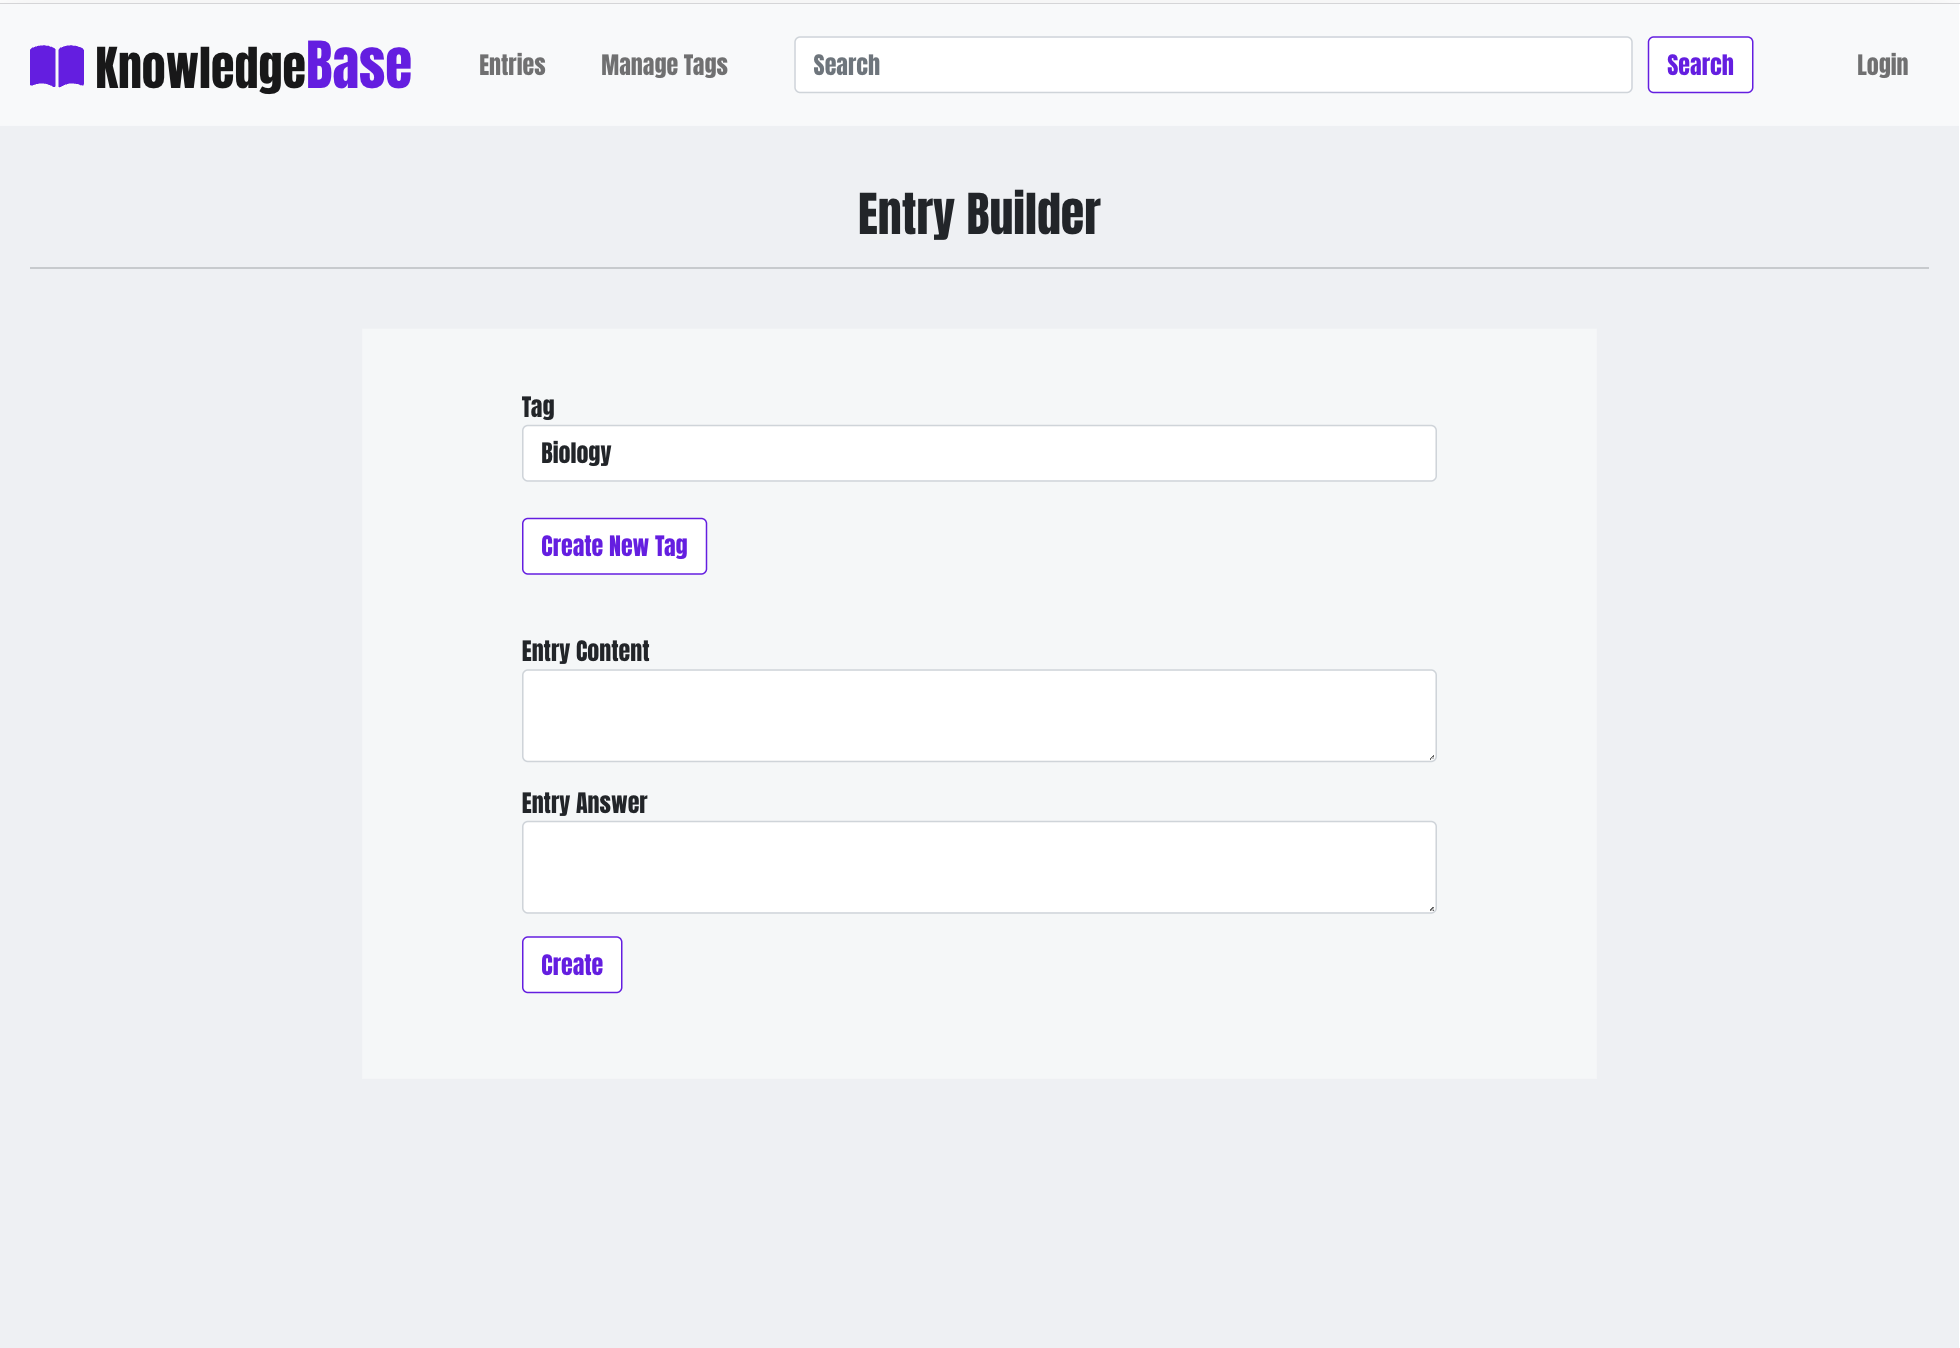 KnowledgeBase Entries Manage Tags Search Search Login
Entry Builder
Tag
Biology
Create New Tag
Entry Content
Entry Answer
Create